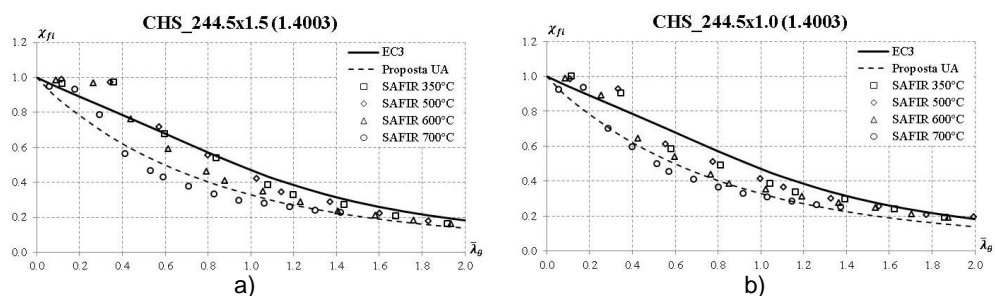 CHS_244.5x1.5 (1.4003)
χfi
1.2
1.0
0.8
0.6
0.4
0.2
0.0
EC3
Proposta UA
SAFIR 350°C
SAFIR 500°C
SAFIR 600°C
SAFIR 700°C
0.0 0.2 0.4 0.6 0.8 1.0 1.2 1.4 1.6 1.8 2.0
λ̄g
a)
CHS_244.5x1.0 (1.4003)
χfi
1.2
1.0
0.8
0.6
0.4
0.2
0.0
EC3
Proposta UA
SAFIR 350°C
SAFIR 500°C
SAFIR 600°C
SAFIR 700°C
0.0 0.2 0.4 0.6 0.8 1.0 1.2 1.4 1.6 1.8 2.0
λ̄g
b)